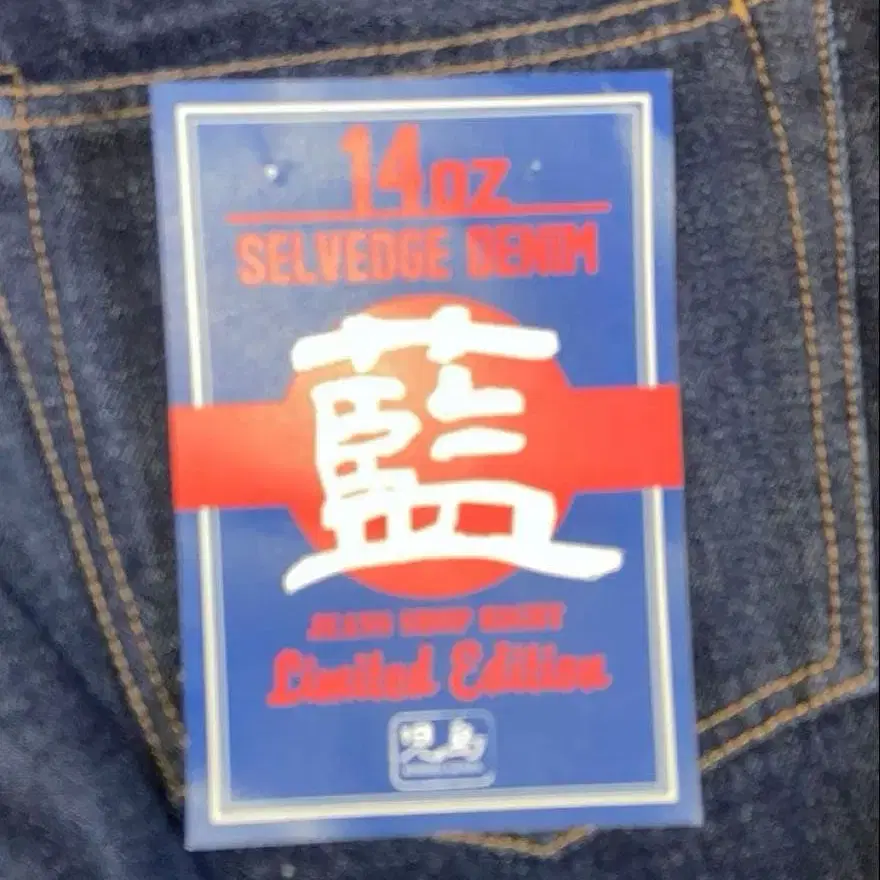 14oz
SELVEDGE DENIM
藍
Limited Edition